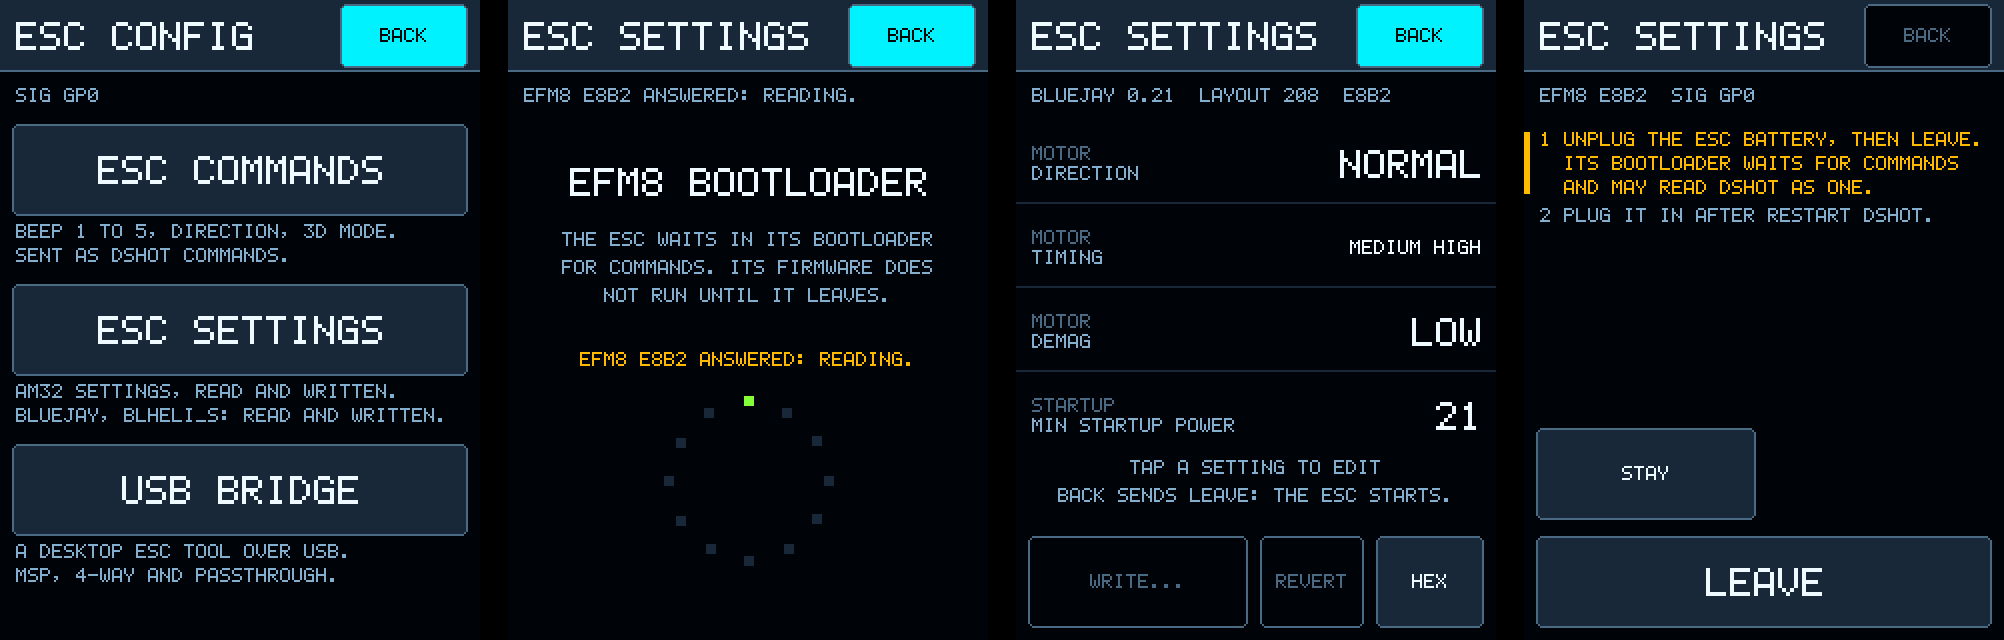 ESC CONFIG
BACK
SIG GP0
ESC COMMANDS
BEEP 1 TO 5, DIRECTION, 3D MODE.
SENT AS DSHOT COMMANDS.
ESC SETTINGS
AM32 SETTINGS, READ AND WRITTEN.
BLUEJAY, BLHELI_S: READ AND WRITTEN.
USB BRIDGE
A DESKTOP ESC TOOL OVER USB.
MSP, 4-WAY AND PASSTHROUGH.
ESC SETTINGS
BACK
EFM8 E8B2 ANSWERED: READING.
EFM8 BOOTLOADER
THE ESC WAITS IN ITS BOOTLOADER
FOR COMMANDS. ITS FIRMWARE DOES
NOT RUN UNTIL IT LEAVES.
EFM8 E8B2 ANSWERED: READING.
ESC SETTINGS
BACK
BLUEJAY 0.21 LAYOUT 208 E8B2
MOTOR
DIRECTION
NORMAL
MOTOR
TIMING
MEDIUM HIGH
MOTOR
DEMAG
LOW
STARTUP
MIN STARTUP POWER
21
TAP A SETTING TO EDIT
BACK SENDS LEAVE: THE ESC STARTS.
WRITE...
REVERT
HEX
ESC SETTINGS
BACK
EFM8 E8B2 SIG GP0
1 UNPLUG THE ESC BATTERY, THEN LEAVE.
ITS BOOTLOADER WAITS FOR COMMANDS
AND MAY READ DSHOT AS ONE.
2 PLUG IT IN AFTER RESTART DSHOT.
STAY
LEAVE